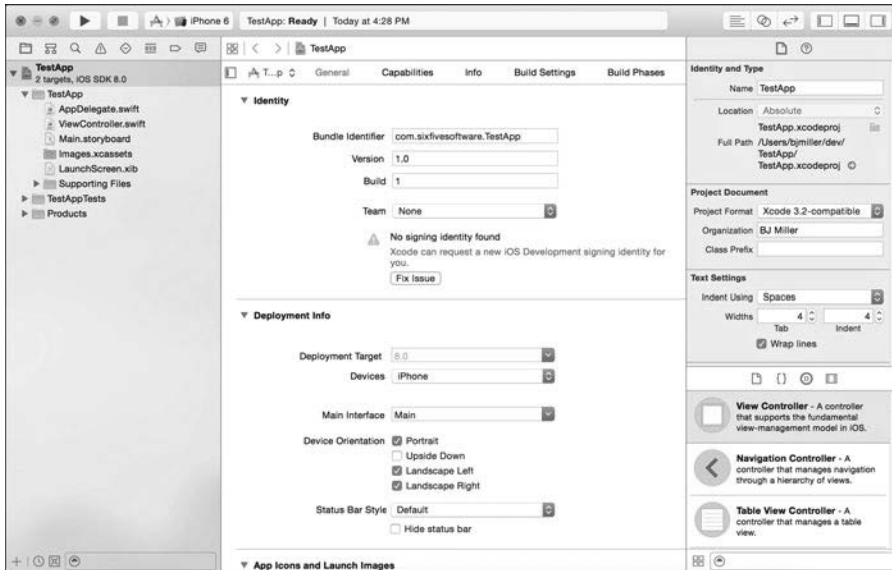 iPhone 6
TestApp: Ready | Today at 4:28 PM
TestApp
TestApp
2 targets, iOS SDK 8.0
TestApp
AppDelegate.swift
ViewController.swift
Main.storyboard
Images.xcassets
LaunchScreen.xib
Supporting Files
TestAppTests
Products
T...p
General
Capabilities
Info
Build Settings
Build Phases
Identity
Bundle Identifier com.sixfivesoftware.TestApp
Version 1.0
Build 1
Team None
No signing identity found
Xcode can request a new iOS Development signing identity for
you.
Fix Issue
Deployment Info
Deployment Target 8.0
Devices iPhone
Main Interface Main
Device Orientation Portrait
Upside Down
Landscape Left
Landscape Right
Status Bar Style Default
Hide status bar
App Icons and Launch Images
Identity and Type
Name TestApp
Location Absolute
TestApp.xcodeproj
Full Path /Users/bjmiller/dev/
TestApp/
TestApp.xcodeproj
Project Document
Project Format Xcode 3.2-compatible
Organization BJ Miller
Class Prefix
Text Settings
Indent Using Spaces
Widths 4 4
Tab Indent
Wrap lines
{}
View Controller - A controller
that supports the fundamental
view-management model in iOS.
Navigation Controller - A
controller that manages navigation
through a hierarchy of views.
Table View Controller - A
controller that manages a table
view.